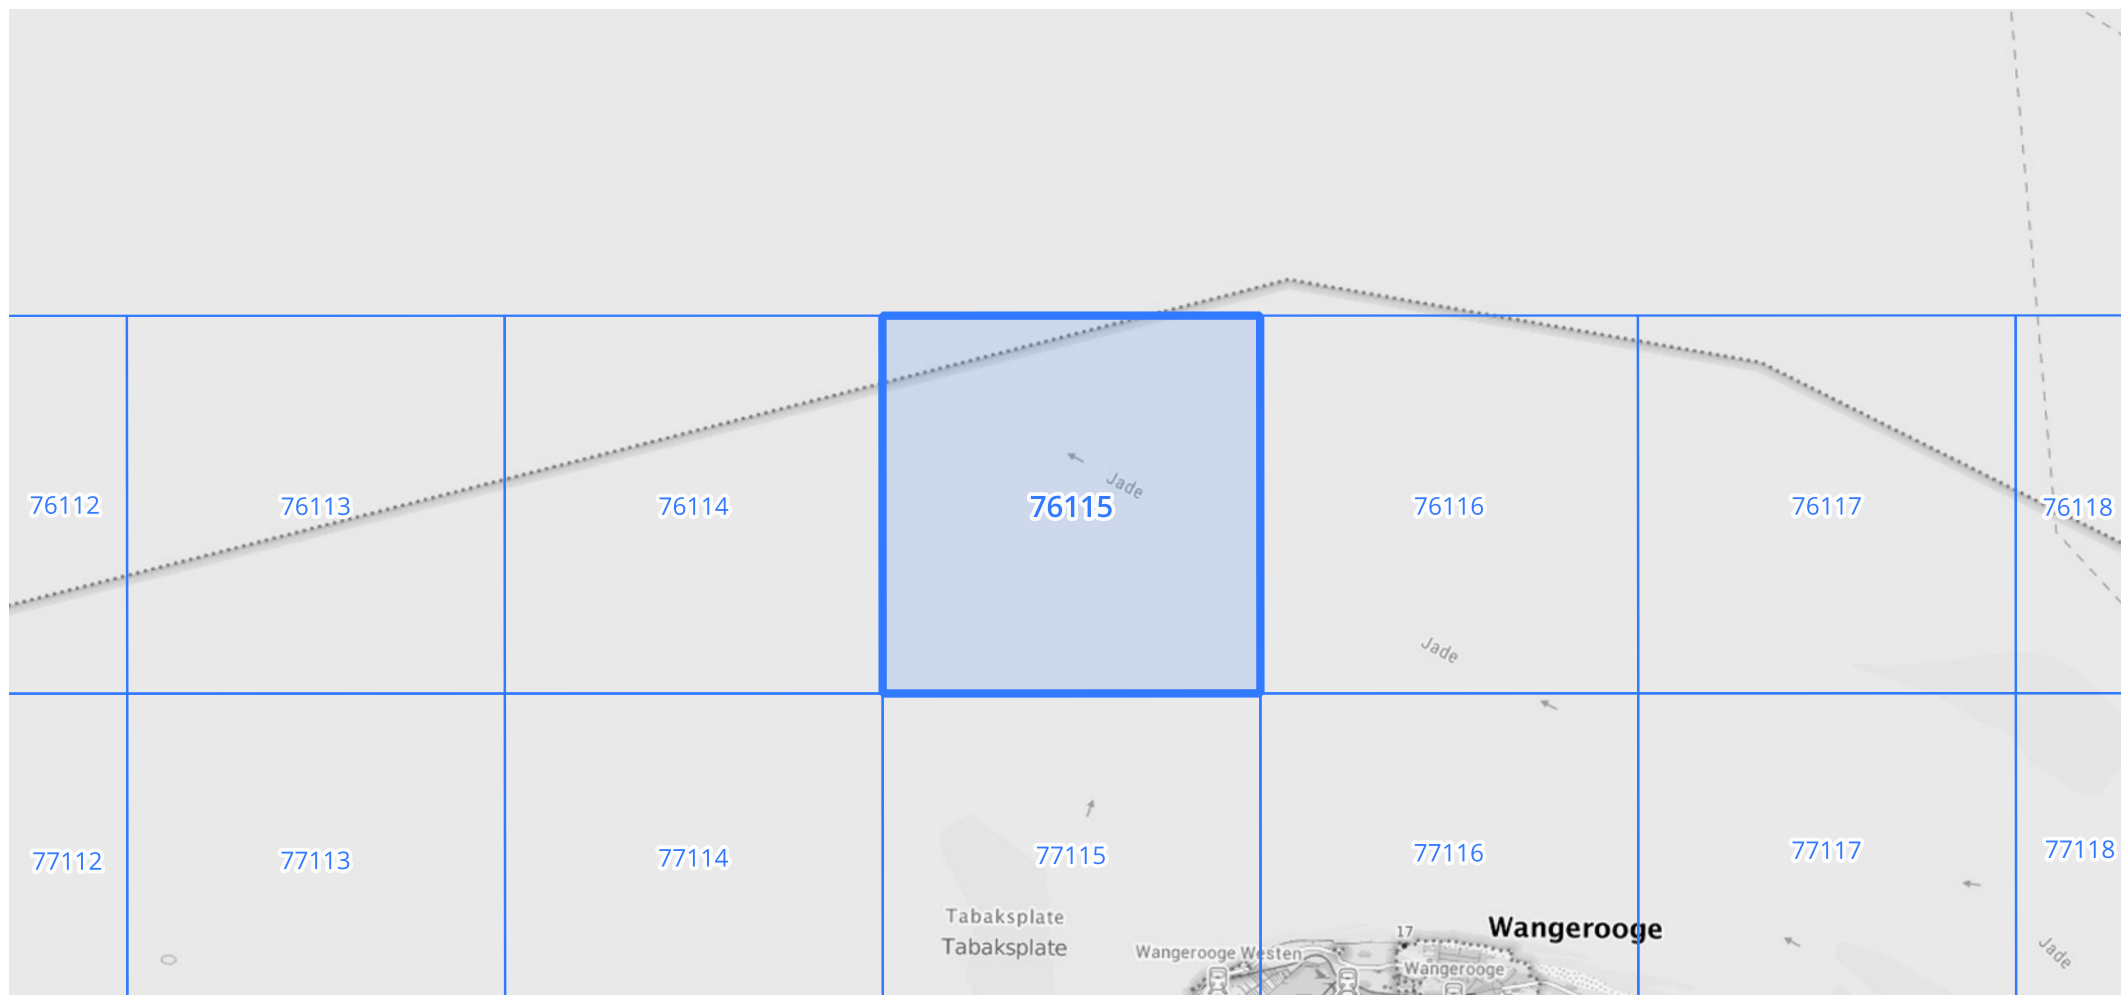 Jade
76112
76113
76114
76115
76116
76117
76118
Jade
77112
77113
77114
77115
77116
77117
77118
Tabaksplate
Tabaksplate
17
Wangerooge
Wangerooge Westen
Wangerooge
Jade